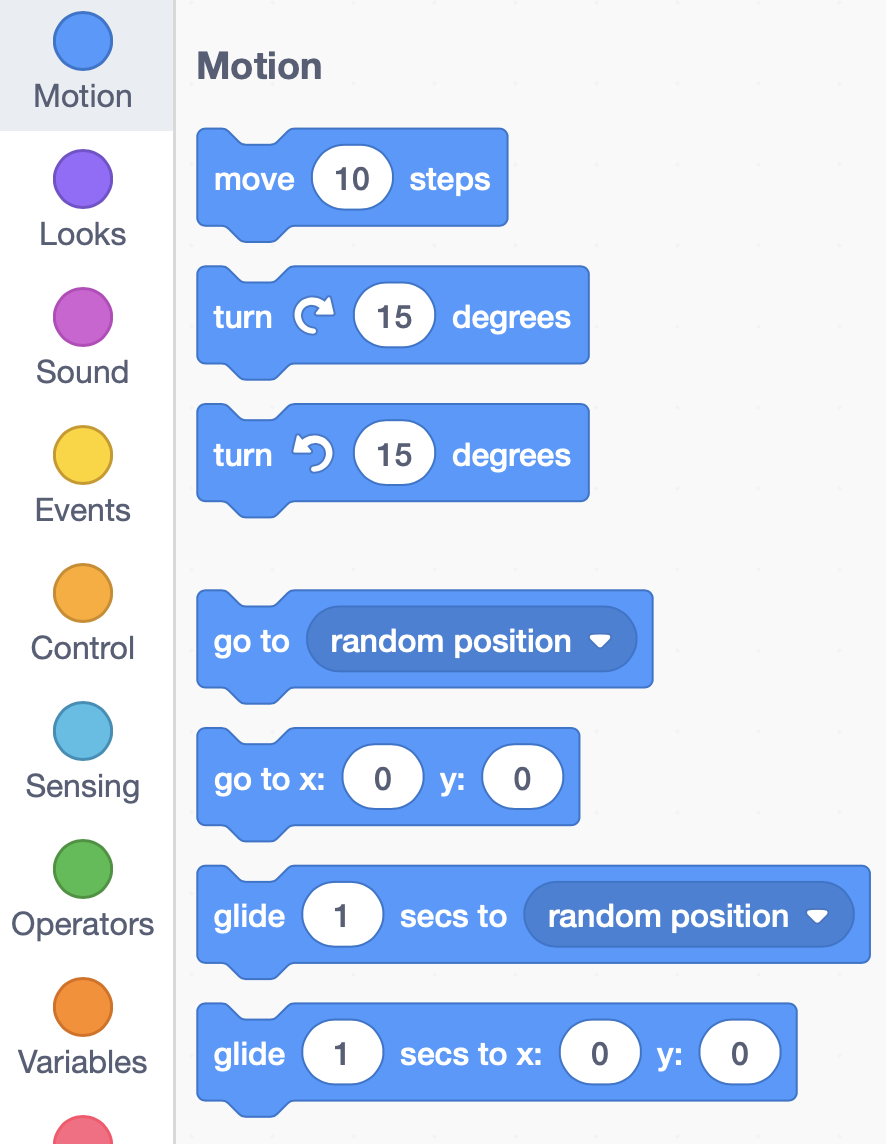 Motion
Looks
Sound
Events
Control
Sensing
Operators
Variables
Motion
move 10 steps
turn 15 degrees
turn 15 degrees
go to random position
go to x: 0 y: 0
glide 1 secs to random position
glide 1 secs to x: 0 y: 0